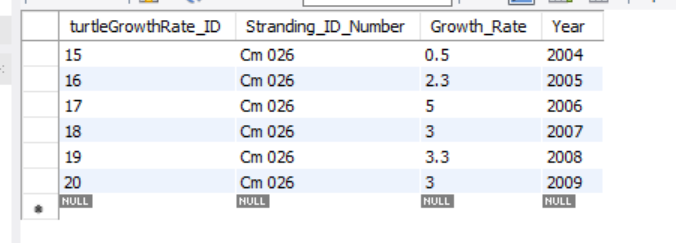 turtleGrowthRate_ID Stranding_ID_Number Growth_Rate Year
15 Cm 026 0.5 2004
16 Cm 026 2.3 2005
17 Cm 026 5 2006
18 Cm 026 3 2007
19 Cm 026 3.3 2008
20 Cm 026 3 2009
NULL NULL NULL NULL